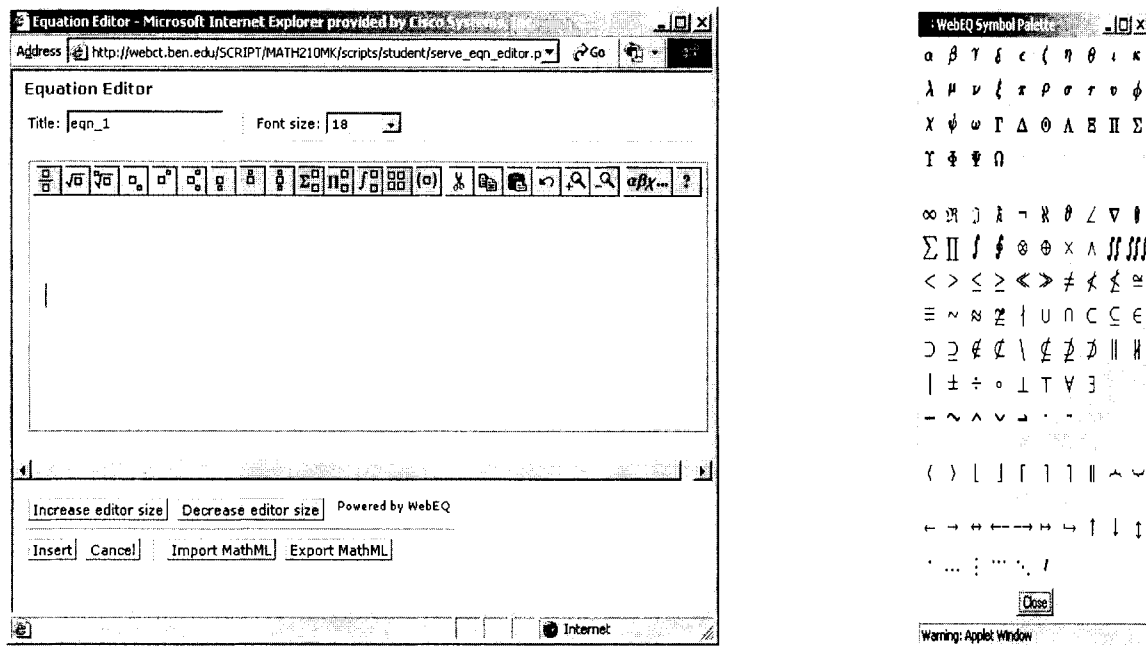 Equation Editor - Microsoft Internet Explorer provided by Cisco Systems, Inc.
Address http://webct.ben.edu/SCRIPT/MATH210MK/scripts/student/serve_eqn_editor.p Go
Equation Editor
Title: eqn_1 Font size: 18
αβχ... ?
Increase editor size Decrease editor size Powered by WebEQ
Insert Cancel Import MathML Export MathML
Internet
WebEQ Symbol Palette
α β γ δ ε ζ η θ ι κ
λ μ ν ξ π ρ σ τ υ ϕ
χ ψ ω Γ Δ Θ Λ Ξ Π Σ
ϒ Φ Ψ Ω
∑ ∏ ∫ ∮ ⊗ ⊕ × ∧ ∬ ∭
< > ≤ ≥ ≪ ≫ ≠
| ± ÷ ∘ ⊥ ⊤ ∀ ∃
Close
Warning: Applet Window